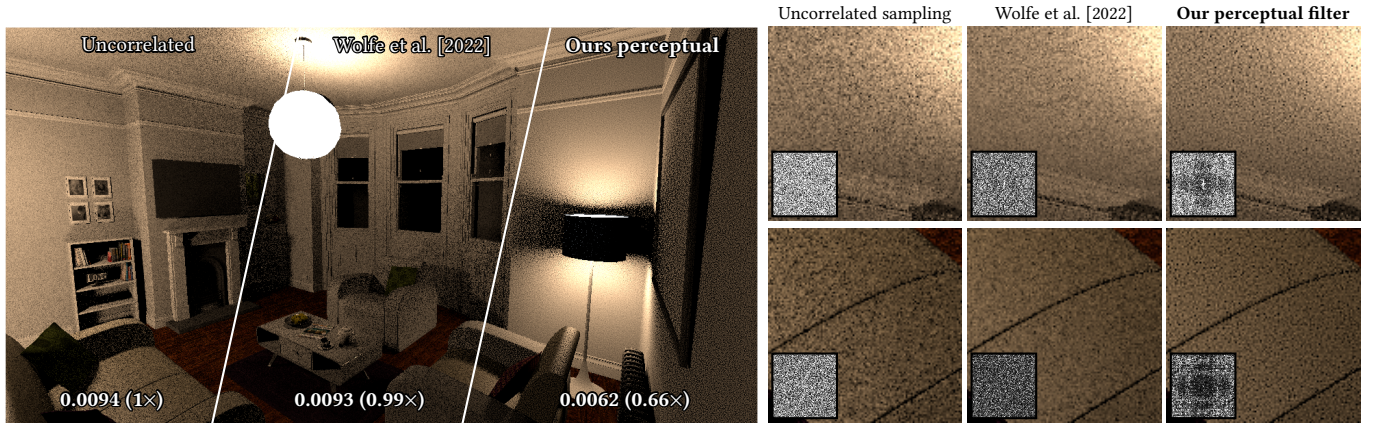 Uncorrelated
Wolfe et al. [2022]
Ours perceptual
0.0094 (1×)
0.0093 (0.99×)
0.0062 (0.66×)
Uncorrelated sampling
Wolfe et al. [2022]
Our perceptual filter